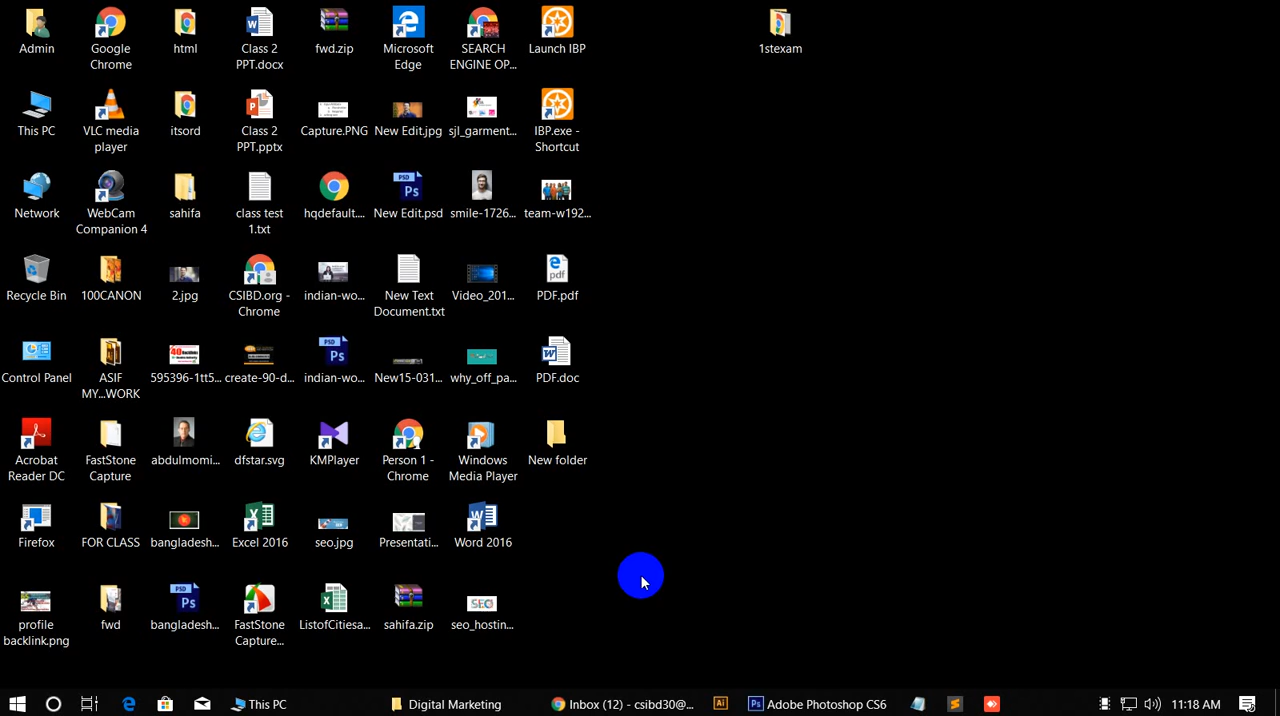 Admin
Google
Chrome
html
Class 2
PPT.docx
fwd.zip
Microsoft
Edge
SEARCH
ENGINE OP...
Launch IBP
1stexam
This PC
VLC media
player
itsord
Class 2
PPT.pptx
Capture.PNG
New Edit.jpg
sjl_garment...
IBP.exe -
Shortcut
Network
WebCam
Companion 4
sahifa
class test
1.txt
hqdefault....
New Edit.psd
smile-1726...
team-w192...
Recycle Bin
100CANON
2.jpg
CSIBD.org -
Chrome
indian-wo...
New Text
Document.txt
Video_201...
PDF.pdf
Control Panel
ASIF
MY...WORK
595396-1tt5...
create-90-d...
indian-wo...
New15-031...
why_off_pa...
PDF.doc
Acrobat
Reader DC
FastStone
Capture
abdulmomi...
dfstar.svg
KMPlayer
Person 1 -
Chrome
Windows
Media Player
New folder
Firefox
FOR CLASS
bangladesh...
Excel 2016
seo.jpg
Presentati...
Word 2016
profile
backlink.png
fwd
bangladesh...
FastStone
Capture...
ListofCitiesa...
sahifa.zip
seo_hostin...
This PC
Digital Marketing
Inbox (12) - csibd30@...
Adobe Photoshop CS6
11:18 AM